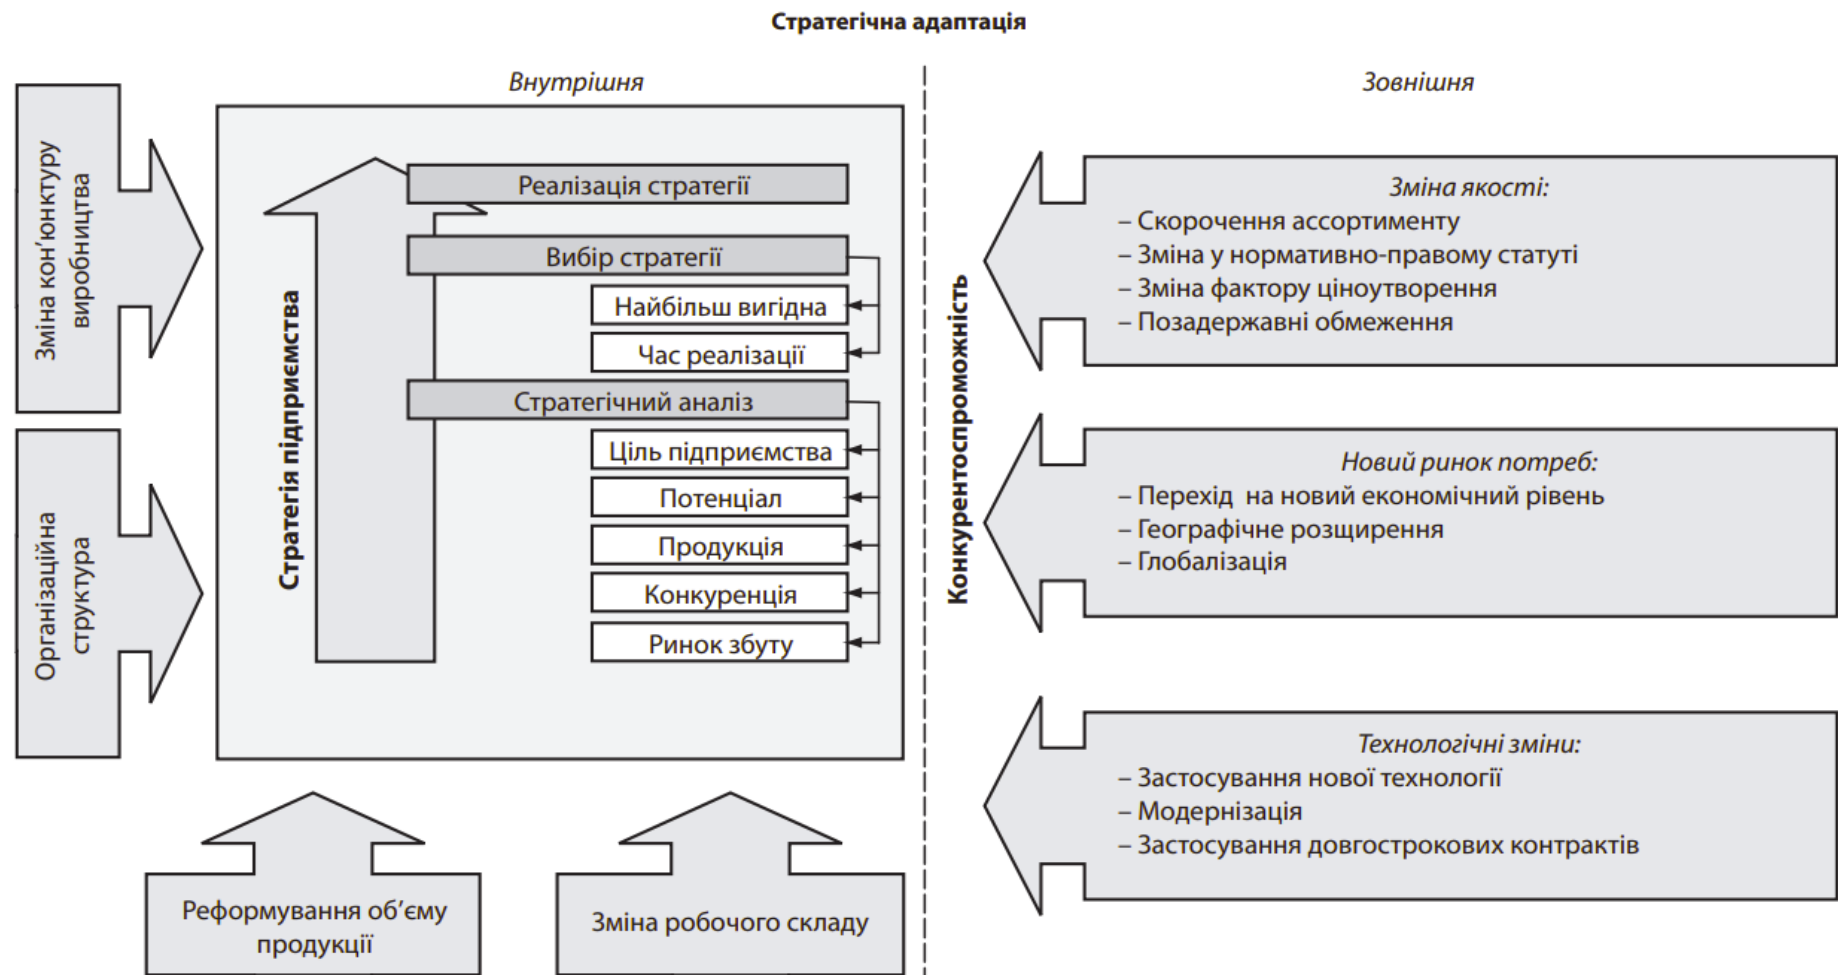 Стратегічна адаптація
Внутрішня
Зовнішня
Зміна кон’юнктуру
виробництва
Організаційна
структура
Стратегія підприємства
Реалізація стратегії
Вибір стратегії
Найбільш вигідна
Час реалізації
Стратегічний аналіз
Ціль підприємства
Потенціал
Продукція
Конкуренція
Ринок збуту
Реформування об’єму
продукції
Зміна робочого складу
Конкурентоспроможність
Зміна якості:
– Скорочення ассортименту
– Зміна у нормативно-правому статуті
– Зміна фактору ціноутворення
– Позадержавні обмеження
Новий ринок потреб:
– Перехід на новий економічний рівень
– Географічне розщирення
– Глобалізація
Технологічні зміни:
– Застосування нової технології
– Модернізація
– Застосування довгострокових контрактів